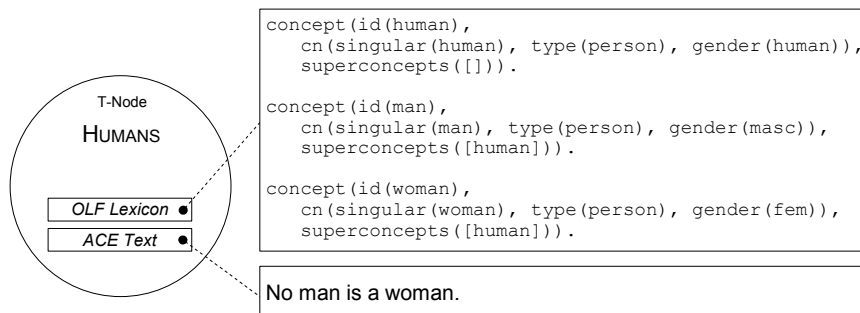 T-Node
HUMANS
OLF Lexicon
ACE Text
concept(id(human),
   cn(singular(human), type(person), gender(human)),
   superconcepts([])).
concept(id(man),
   cn(singular(man), type(person), gender(masc)),
   superconcepts([human])).
concept(id(woman),
   cn(singular(woman), type(person), gender(fem)),
   superconcepts([human])).
No man is a woman.